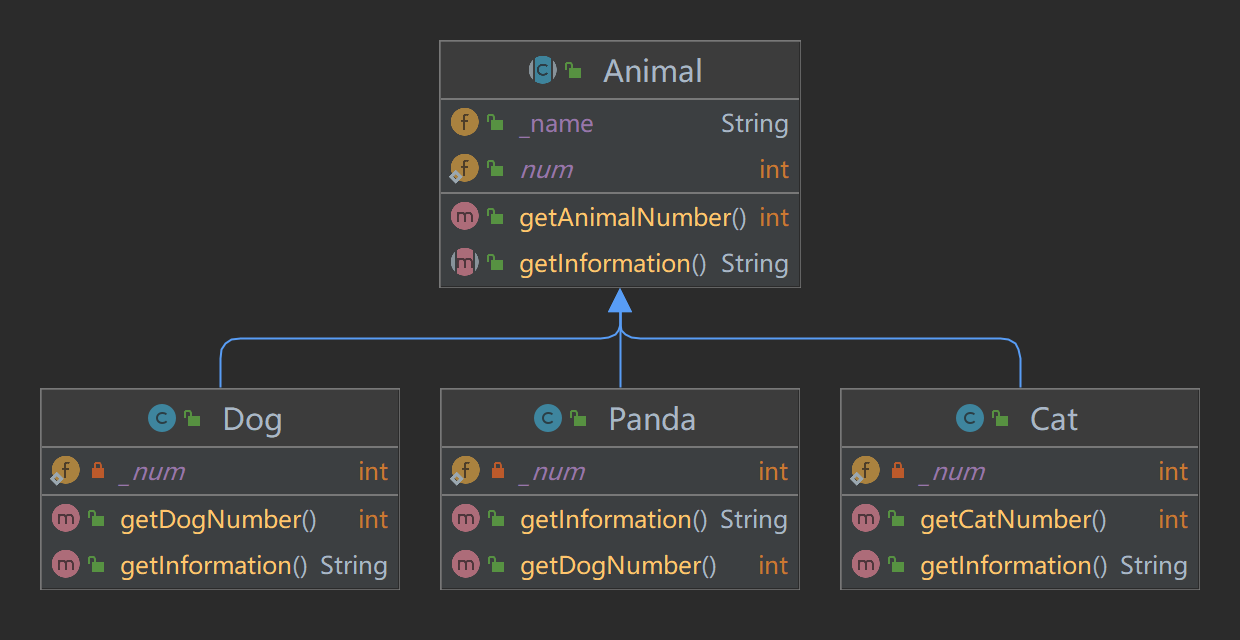 Animal
_name String
num int
getAnimalNumber() int
getInformation() String
Dog
_num int
getDogNumber() int
getInformation() String
Panda
_num int
getInformation() String
getDogNumber() int
Cat
_num int
getCatNumber() int
getInformation() String